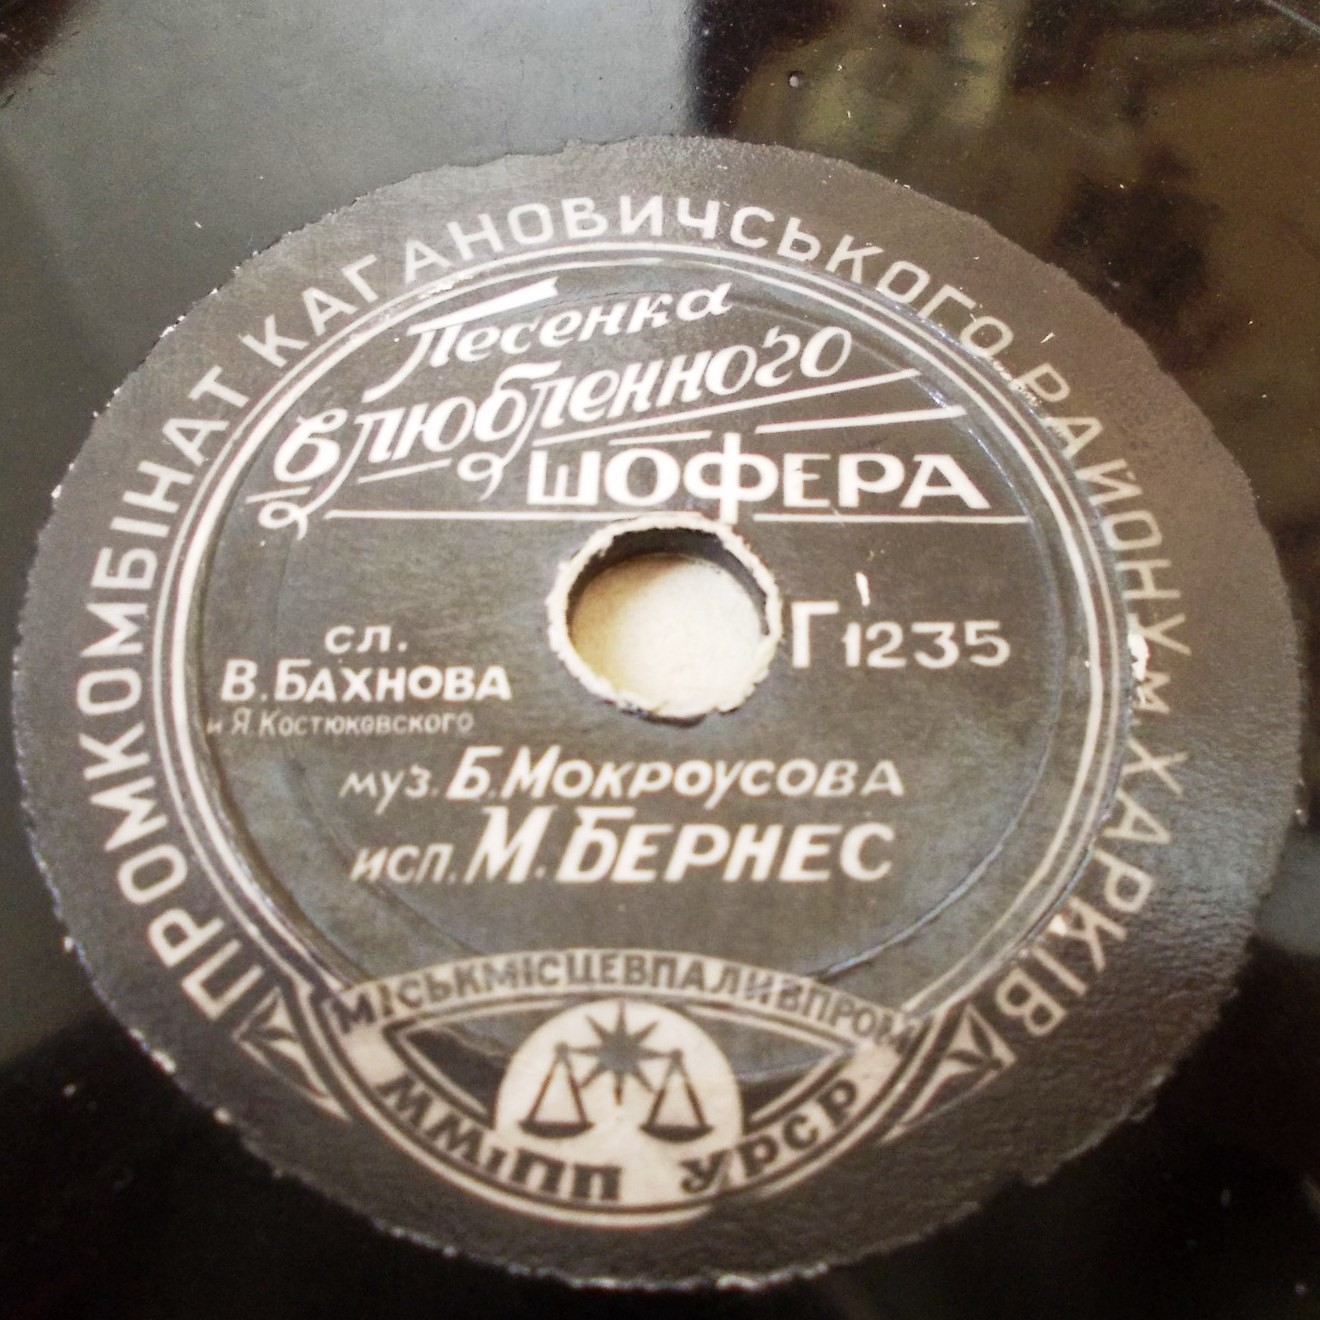 ПРОМКОМБІНАТ КАГАНОВИЧСЬКОГО РАЙОНУ м. ХАРКІВ
Песенка
влюбленного
ШОФЕРА
Г 1235
сл.
В. БАХНОВА
и Я. Костюковского
муз. Б. МОКРОУСОВА
исп. М. БЕРНЕС
МІСЬКМІСЦЕВПАЛИВПРОМ
ММіПП УРСР